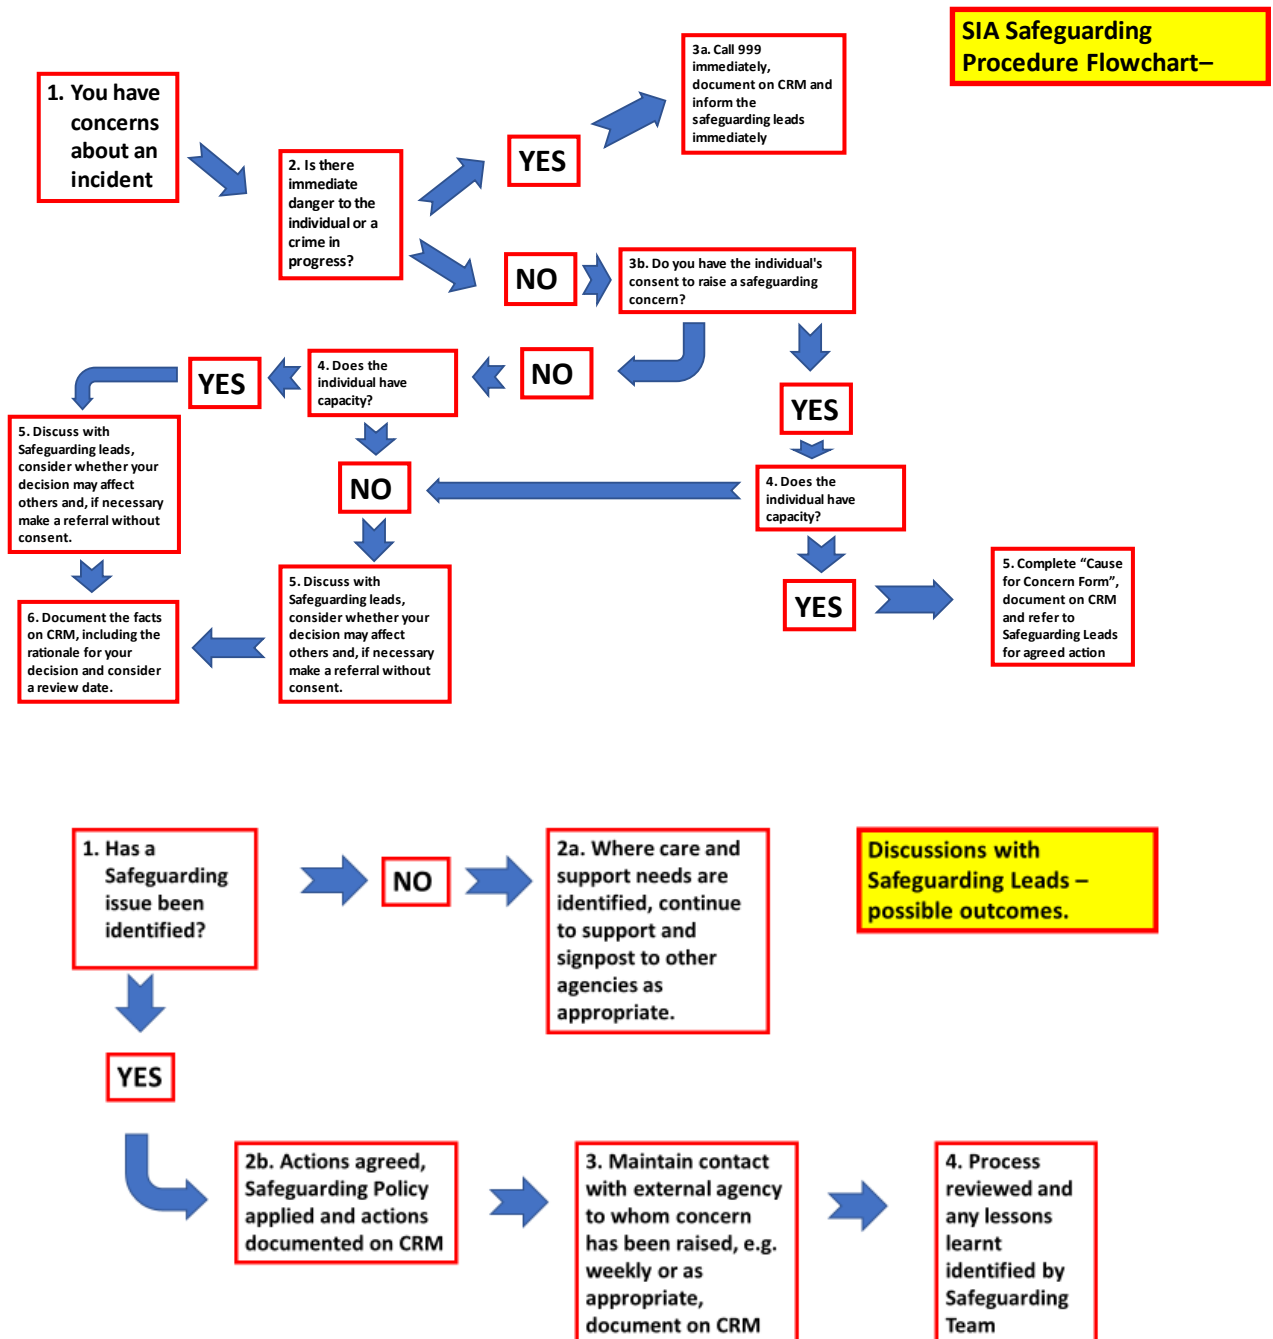 SIA Safeguarding
Procedure Flowchart–
1. You have
concerns
about an
incident
2. Is there
immediate
danger to the
individual or a
crime in
progress?
YES
3a. Call 999
immediately,
document on CRM and
inform the
safeguarding leads
immediately
NO
3b. Do you have the individual's
consent to raise a safeguarding
concern?
NO
4. Does the
individual have
capacity?
YES
5. Discuss with
Safeguarding leads,
consider whether your
decision may affect
others and, if necessary
make a referral without
consent.
NO
5. Discuss with
Safeguarding leads,
consider whether your
decision may affect
others and, if necessary
make a referral without
consent.
6. Document the facts
on CRM, including the
rationale for your
decision and consider
a review date.
YES
4. Does the
individual have
capacity?
YES
5. Complete “Cause
for Concern Form”,
document on CRM
and refer to
Safeguarding Leads
for agreed action
Discussions with
Safeguarding Leads –
possible outcomes.
1. Has a
Safeguarding
issue been
identified?
NO
2a. Where care and
support needs are
identified, continue
to support and
signpost to other
agencies as
appropriate.
YES
2b. Actions agreed,
Safeguarding Policy
applied and actions
documented on CRM
3. Maintain contact
with external agency
to whom concern
has been raised, e.g.
weekly or as
appropriate,
document on CRM
4. Process
reviewed and
any lessons
learnt
identified by
Safeguarding
Team